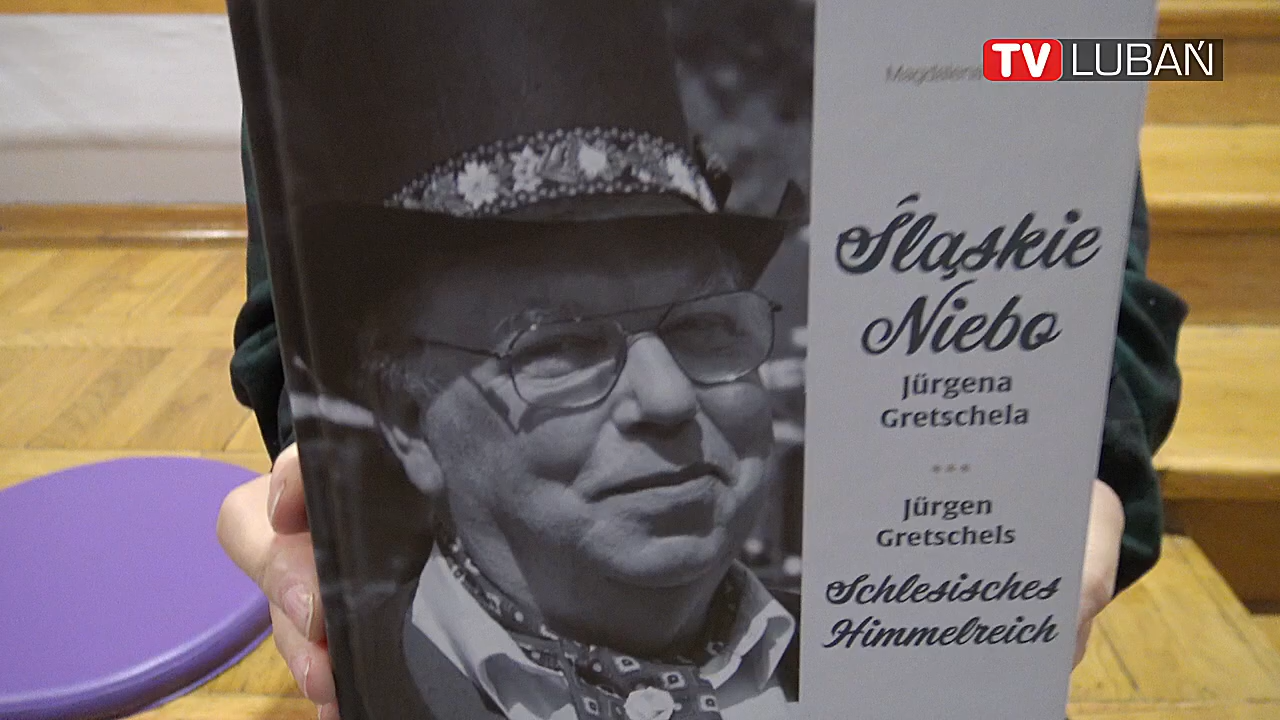 Magdalena
TV LUBAŃ
Śląskie
Niebo
Jürgena
Gretschela
Jürgen
Gretschels
Schlesisches
Himmelreich